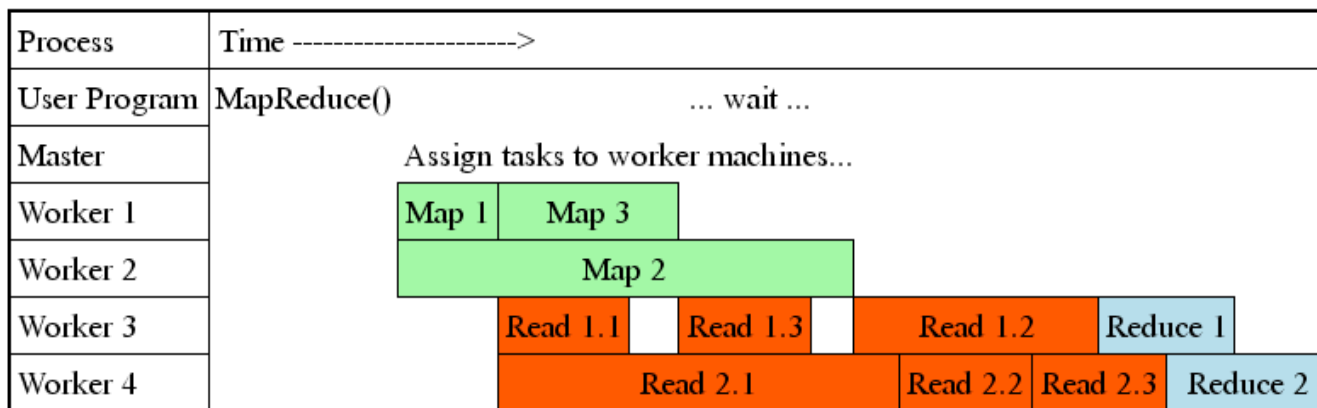 Process Time ---------------------->
User Program MapReduce() ... wait ...
Master Assign tasks to worker machines...
Worker 1 Map 1 Map 3
Worker 2 Map 2
Worker 3 Read 1.1 Read 1.3 Read 1.2 Reduce 1
Worker 4 Read 2.1 Read 2.2 Read 2.3 Reduce 2